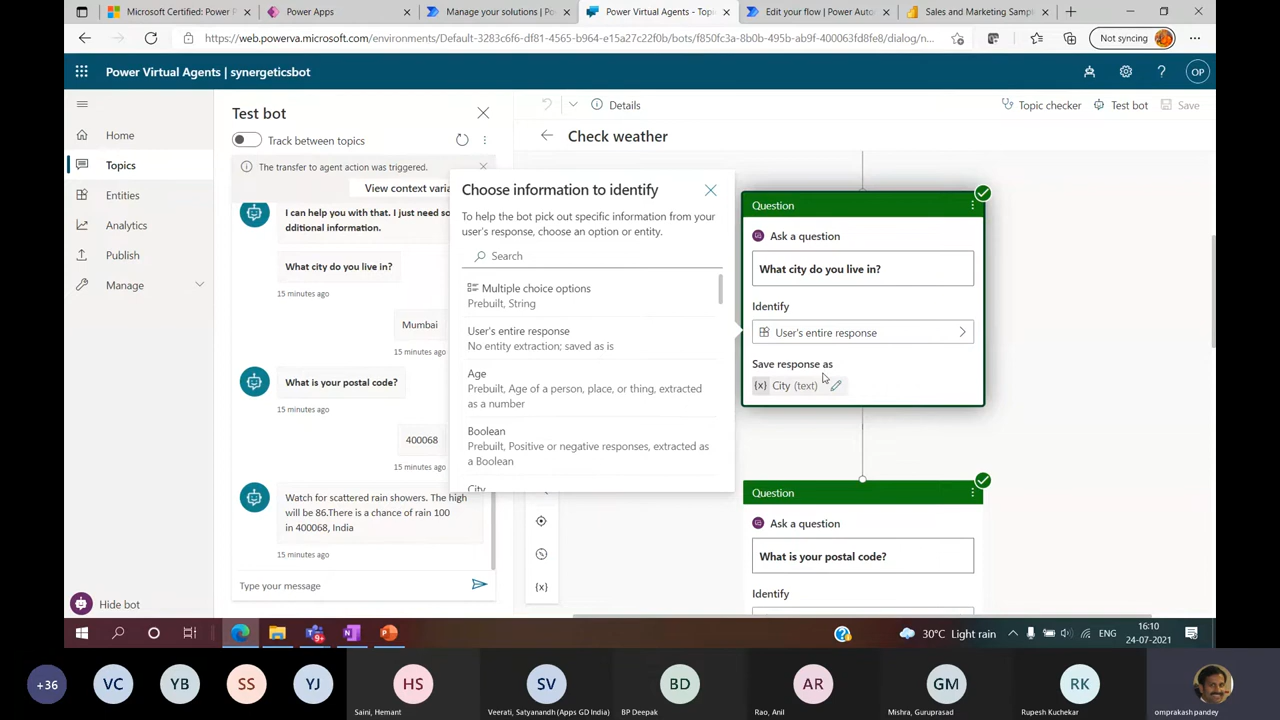 Microsoft Certified: Power P
Power Apps
Manage your solutions | Po
Power Virtual Agents - Topi
Edit your flow | Power Auto
Sales and Marketing Sampl
https://web.powerva.microsoft.com/environments/Default-3283c6f6-df81-4565-b964-e15a27c22f0b/bots/f850fc3a-8b0b-495b-ab9f-400063fd8fe8/dialog/n...
Not syncing
Power Virtual Agents | synergeticsbot
OP
Home
Topics
Entities
Analytics
Publish
Manage
Hide bot
Test bot
Track between topics
The transfer to agent action was triggered.
View context varia
I can help you with that. I just need so
dditional information.
What city do you live in?
15 minutes ago
Mumbai
15 minutes ago
What is your postal code?
15 minutes ago
400068
15 minutes ago
Watch for scattered rain showers. The high
will be 86.There is a chance of rain 100
in 400068, India
15 minutes ago
Type your message
Choose information to identify
To help the bot pick out specific information from your
user's response, choose an option or entity.
Search
Multiple choice options
Prebuilt, String
User's entire response
No entity extraction; saved as is
Age
Prebuilt, Age of a person, place, or thing, extracted
as a number
Boolean
Prebuilt, Positive or negative responses, extracted as
a Boolean
City
{x}
Details
Topic checker
Test bot
Save
Check weather
Question
Ask a question
What city do you live in?
Identify
User's entire response
Save response as
{x} City (text)
Question
Ask a question
What is your postal code?
Identify
9+
30°C Light rain
ENG
16:10
24-07-2021
+36
VC
YB
SS
YJ
HS
Saini, Hemant
SV
Veerati, Satyanandh (Apps GD India)
BD
BP Deepak
AR
Rao, Anil
GM
Mishra, Guruprasad
RK
Rupesh Kuchekar
omprakash pandey